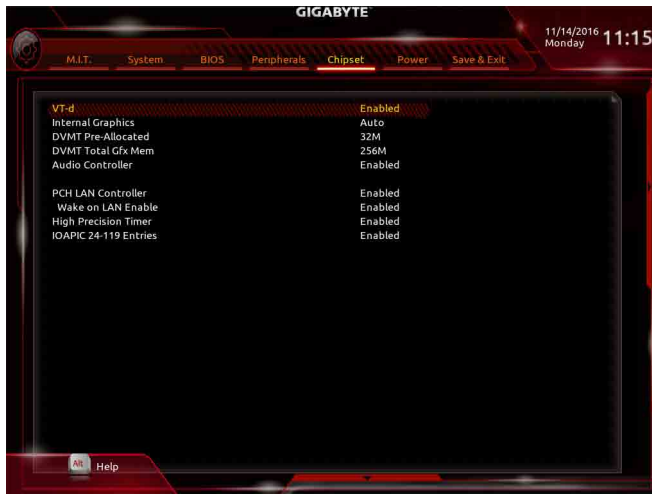 GIGABYTE
11/14/2016 11:15
Monday
M.I.T. System BIOS Peripherals Chipset Power Save & Exit
VT-d Enabled
Internal Graphics Auto
DVMT Pre-Allocated 32M
DVMT Total Gfx Mem 256M
Audio Controller Enabled
PCH LAN Controller Enabled
Wake on LAN Enable Enabled
High Precision Timer Enabled
IOAPIC 24-119 Entries Enabled
Alt Help